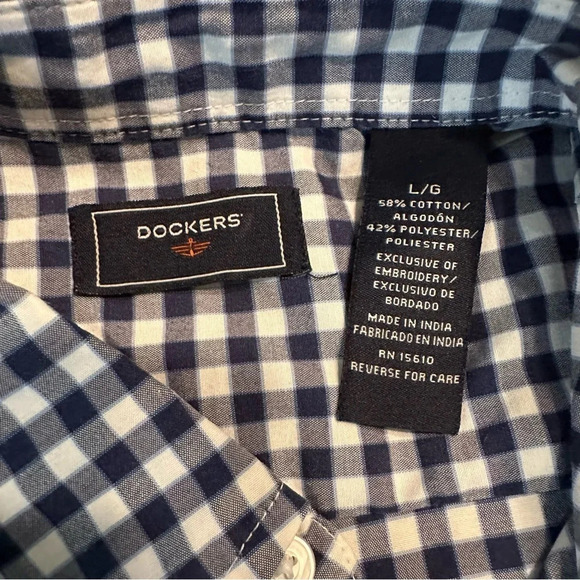 DOCKERS
L/G
58% COTTON/
ALGODÓN
42% POLYESTER/
POLIESTER
EXCLUSIVE OF
EMBROIDERY/
EXCLUSIVO DE
BORDADO
MADE IN INDIA
FABRICADO EN INDIA
RN 15610
REVERSE FOR CARE